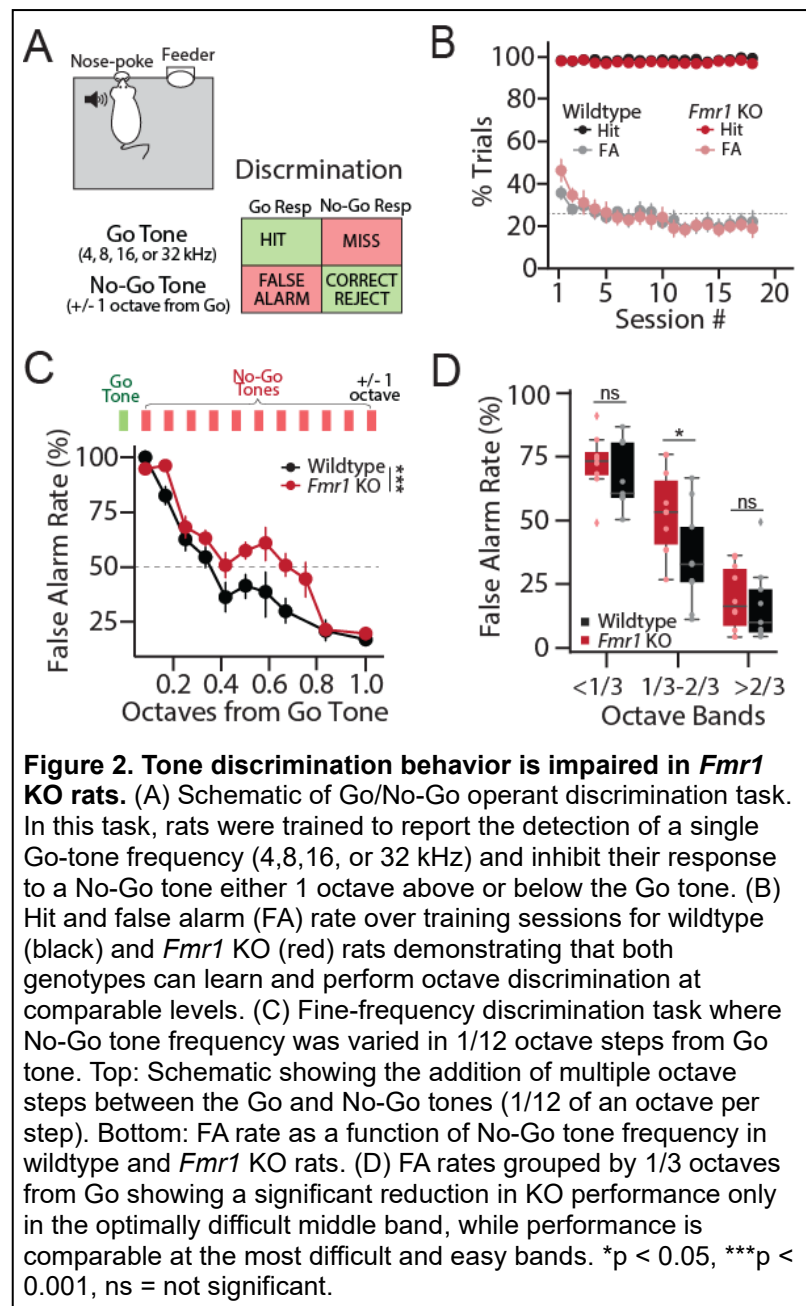 A
Nose-poke Feeder
Discrmination
Go Resp No-Go Resp
Go Tone
(4, 8, 16, or 32 kHz)
HIT MISS
No-Go Tone
(+/- 1 octave from Go)
FALSE ALARM CORRECT REJECT
B
% Trials
100
80
60
40
20
0
Wildtype Fmr1 KO
Hit Hit
FA FA
1 5 10 15 20
Session #
C
Go Tone
No-Go Tones
+/- 1 octave
False Alarm Rate (%)
100
75
50
25
Wildtype
Fmr1 KO
***
0.2 0.4 0.6 0.8 1.0
Octaves from Go Tone
D
False Alarm Rate (%)
75
50
25
0
ns
*
ns
Wildtype
Fmr1 KO
<1/3 1/3-2/3 >2/3
Octave Bands
Figure 2. Tone discrimination behavior is impaired in Fmr1
KO rats. (A) Schematic of Go/No-Go operant discrimination task.
In this task, rats were trained to report the detection of a single
Go-tone frequency (4,8,16, or 32 kHz) and inhibit their response
to a No-Go tone either 1 octave above or below the Go tone. (B)
Hit and false alarm (FA) rate over training sessions for wildtype
(black) and Fmr1 KO (red) rats demonstrating that both
genotypes can learn and perform octave discrimination at
comparable levels. (C) Fine-frequency discrimination task where
No-Go tone frequency was varied in 1/12 octave steps from Go
tone. Top: Schematic showing the addition of multiple octave
steps between the Go and No-Go tones (1/12 of an octave per
step). Bottom: FA rate as a function of No-Go tone frequency in
wildtype and Fmr1 KO rats. (D) FA rates grouped by 1/3 octaves
from Go showing a significant reduction in KO performance only
in the optimally difficult middle band, while performance is
comparable at the most difficult and easy bands. *p < 0.05, ***p <
0.001, ns = not significant.